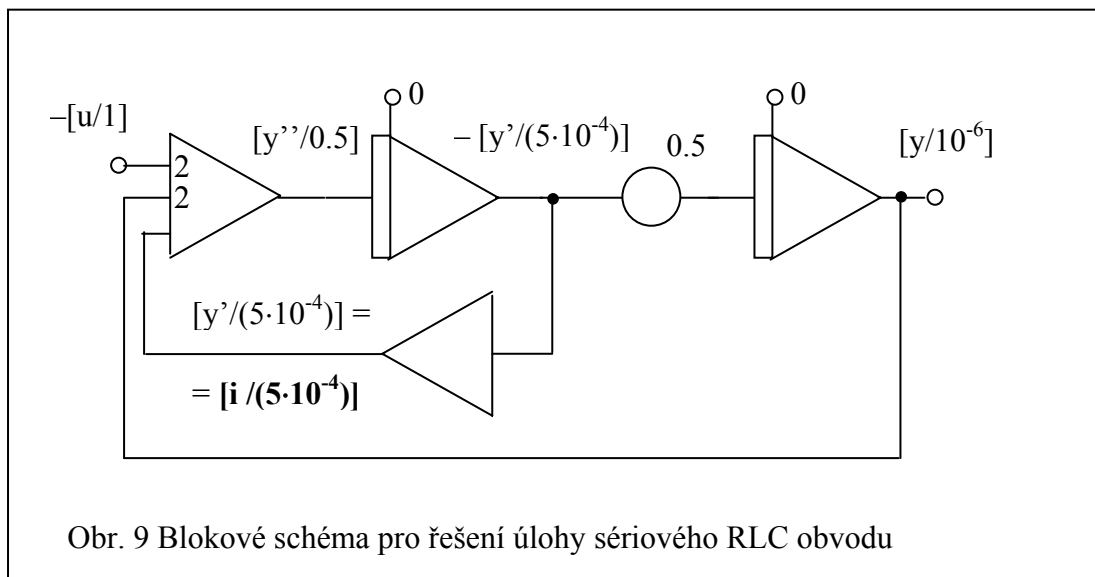 0
0
–[u/1]
[y’’/0.5]
– [y’/(5·10-4)]
0.5
[y/10-6]
2
2
[y’/(5·10-4)] =
= [i /(5·10-4)]
Obr. 9 Blokové schéma pro řešení úlohy sériového RLC obvodu